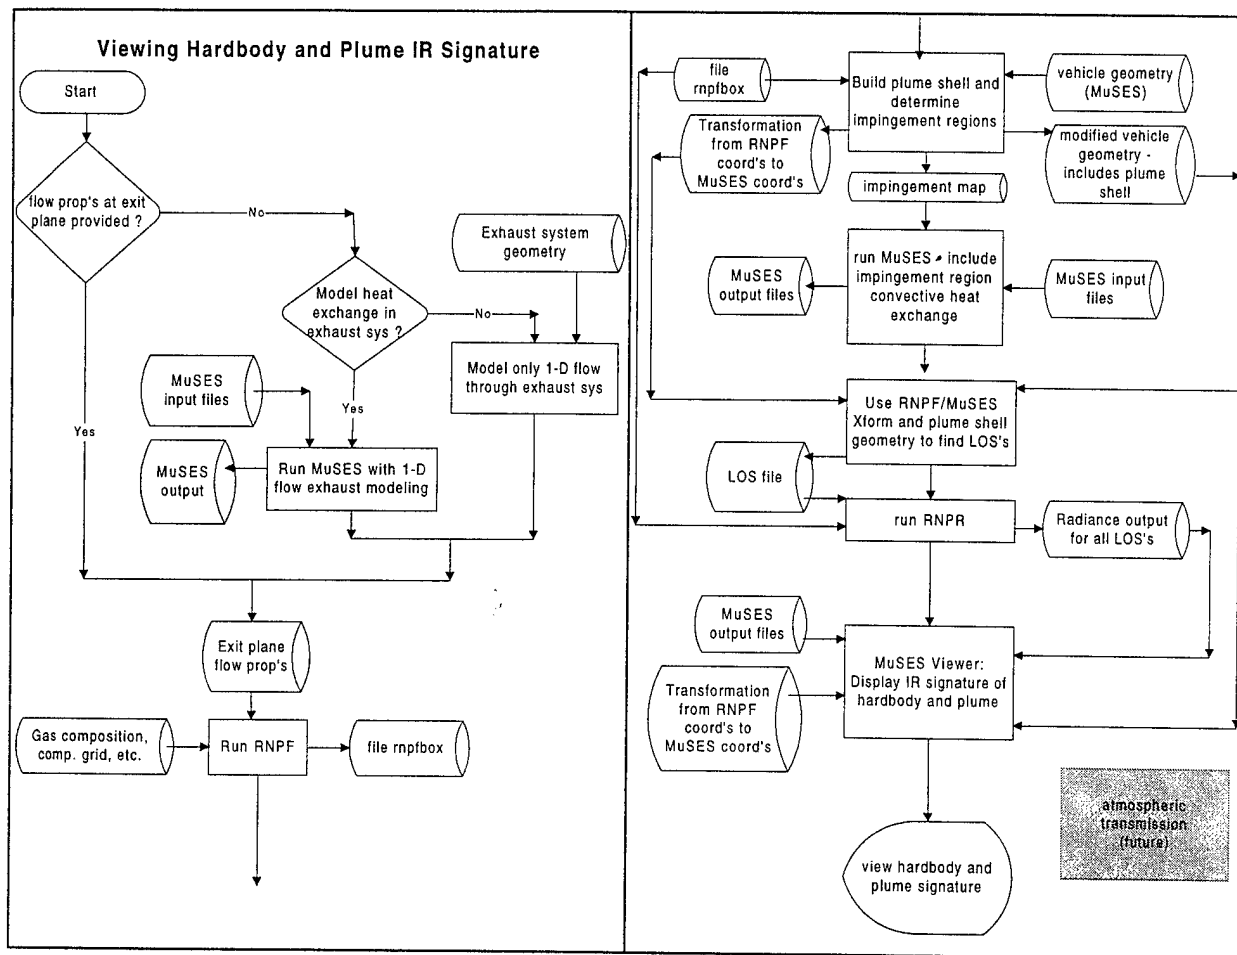 Viewing Hardbody and Plume IR Signature
Start
flow prop's at exit
plane provided ?
No
Exhaust system
geometry
Model heat
exchange in
exhaust sys ?
No
Model only 1-D flow
through exhaust sys
MuSES
input files
Yes
Yes
MuSES
output
Run MuSES with 1-D
flow exhaust modeling
Exit plane
flow prop's
Gas composition,
comp. grid, etc.
Run RNPF
file rnpfbox
file
rnpfbox
Build plume shell and
determine
impingement regions
vehicle geometry
(MuSES)
Transformation
from RNPF
coord's to
MuSES coord's
modified vehicle
geometry -
includes plume
shell
impingement map
MuSES
output files
run MuSES - include
impingement region
convective heat
exchange
MuSES input
files
Use RNPF/MuSES
Xform and plume shell
geometry to find LOS's
LOS file
run RNPR
Radiance output
for all LOS's
MuSES
output files
MuSES Viewer:
Display IR signature of
hardbody and plume
Transformation
from RNPF
coord's to
MuSES coord's
atmospheric
transmission
(future)
view hardbody and
plume signature